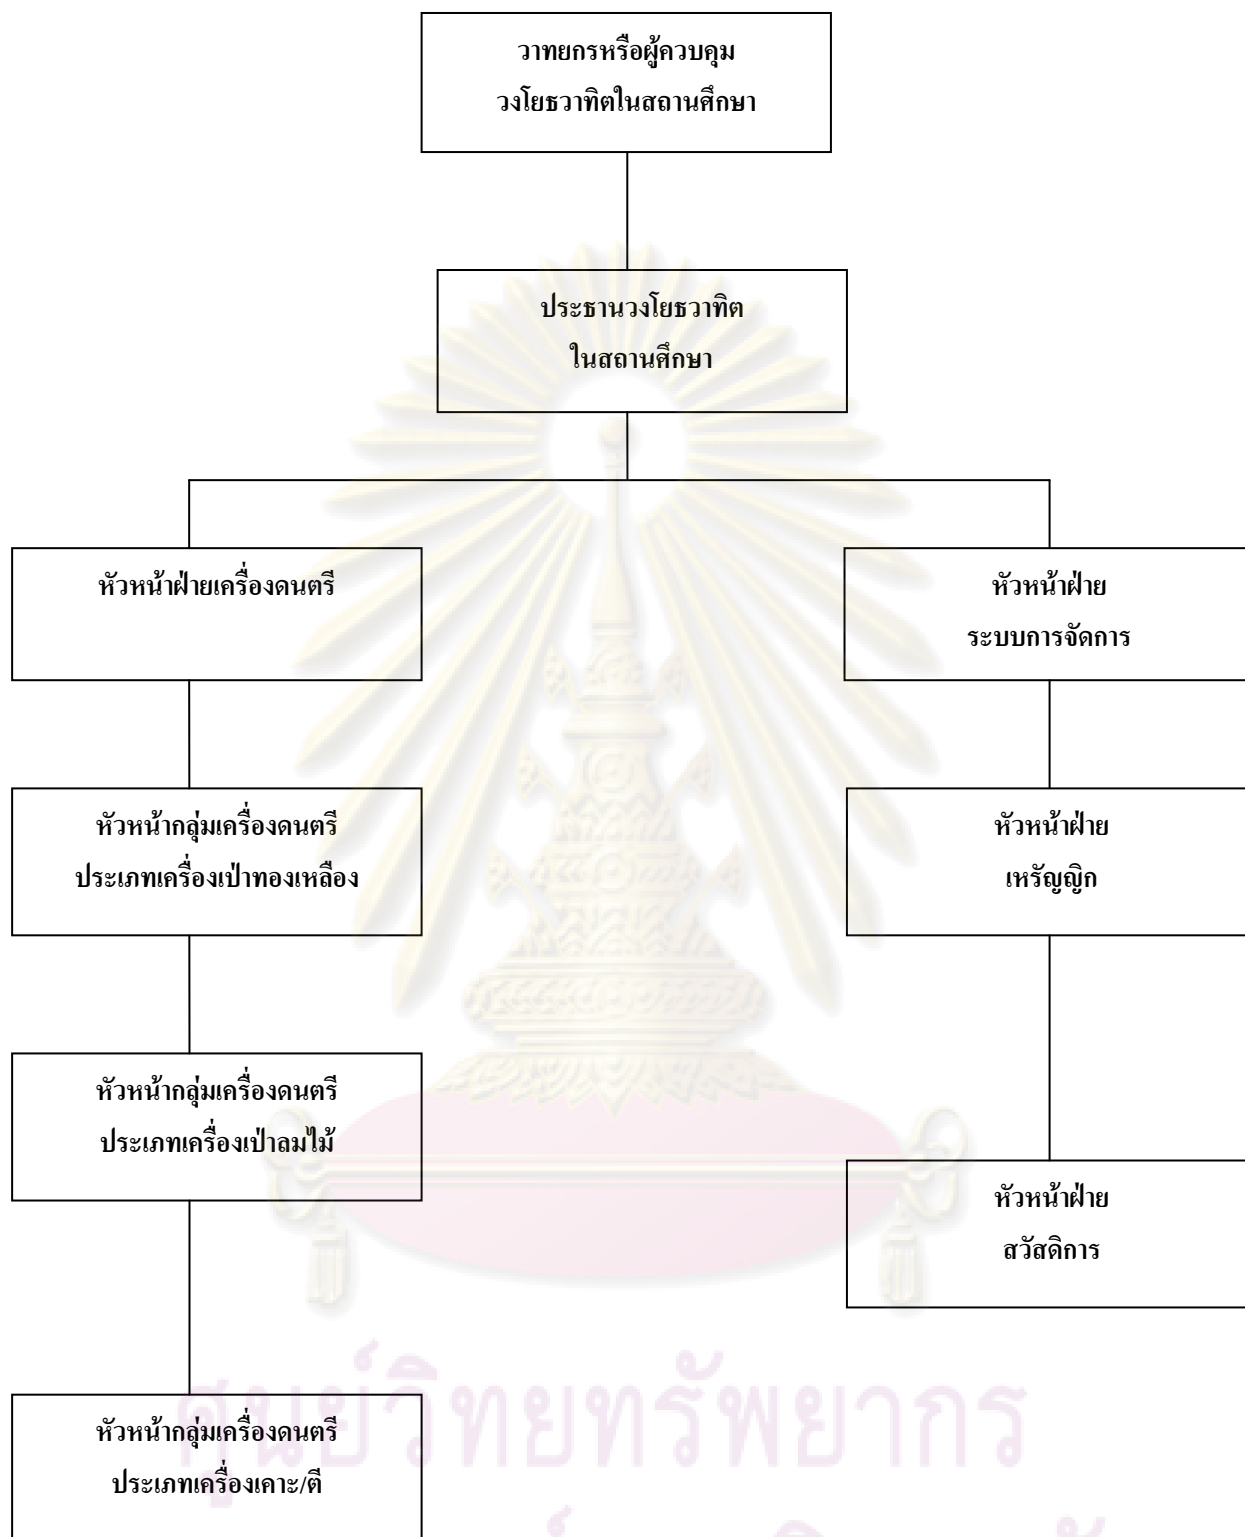 วาทยกรหรือผู้ควบคุม
วงโยธวาทิตในสถานศึกษา
ประธานวงโยธวาทิต
ในสถานศึกษา
หัวหน้าฝ่ายเครื่องดนตรี
หัวหน้าฝ่าย
ระบบการจัดการ
หัวหน้ากลุ่มเครื่องดนตรี
ประเภทเครื่องเป่าทองเหลือง
หัวหน้าฝ่าย
เหรัญญิก
หัวหน้ากลุ่มเครื่องดนตรี
ประเภทเครื่องเป่าลมไม้
หัวหน้าฝ่าย
สวัสดิการ
ศูนย์วิทยทรัพยากร
หัวหน้ากลุ่มเครื่องดนตรี
ประเภทเครื่องเคาะ/ตี